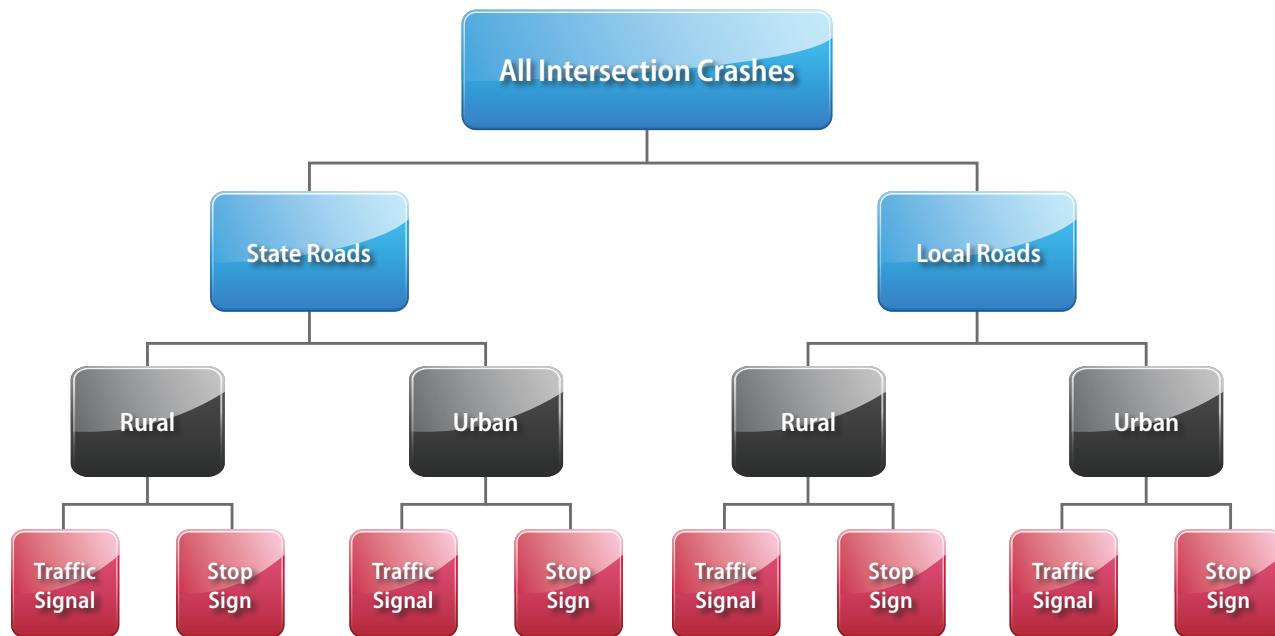 All Intersection Crashes
State Roads
Local Roads
Rural
Urban
Rural
Urban
Traffic
Signal
Stop
Sign
Traffic
Signal
Stop
Sign
Traffic
Signal
Stop
Sign
Traffic
Signal
Stop
Sign